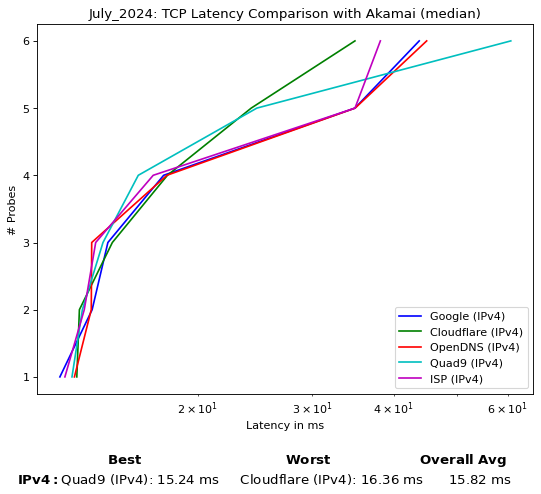 July_2024: TCP Latency Comparison with Akamai (median)
6
5
4
3
2
1
# Probes
2 × 10¹ 3 × 10¹ 4 × 10¹ 6 × 10¹
Latency in ms
Google (IPv4)
Cloudflare (IPv4)
OpenDNS (IPv4)
Quad9 (IPv4)
ISP (IPv4)
Best Worst Overall Avg
IPv4: Quad9 (IPv4): 15.24 ms Cloudflare (IPv4): 16.36 ms 15.82 ms